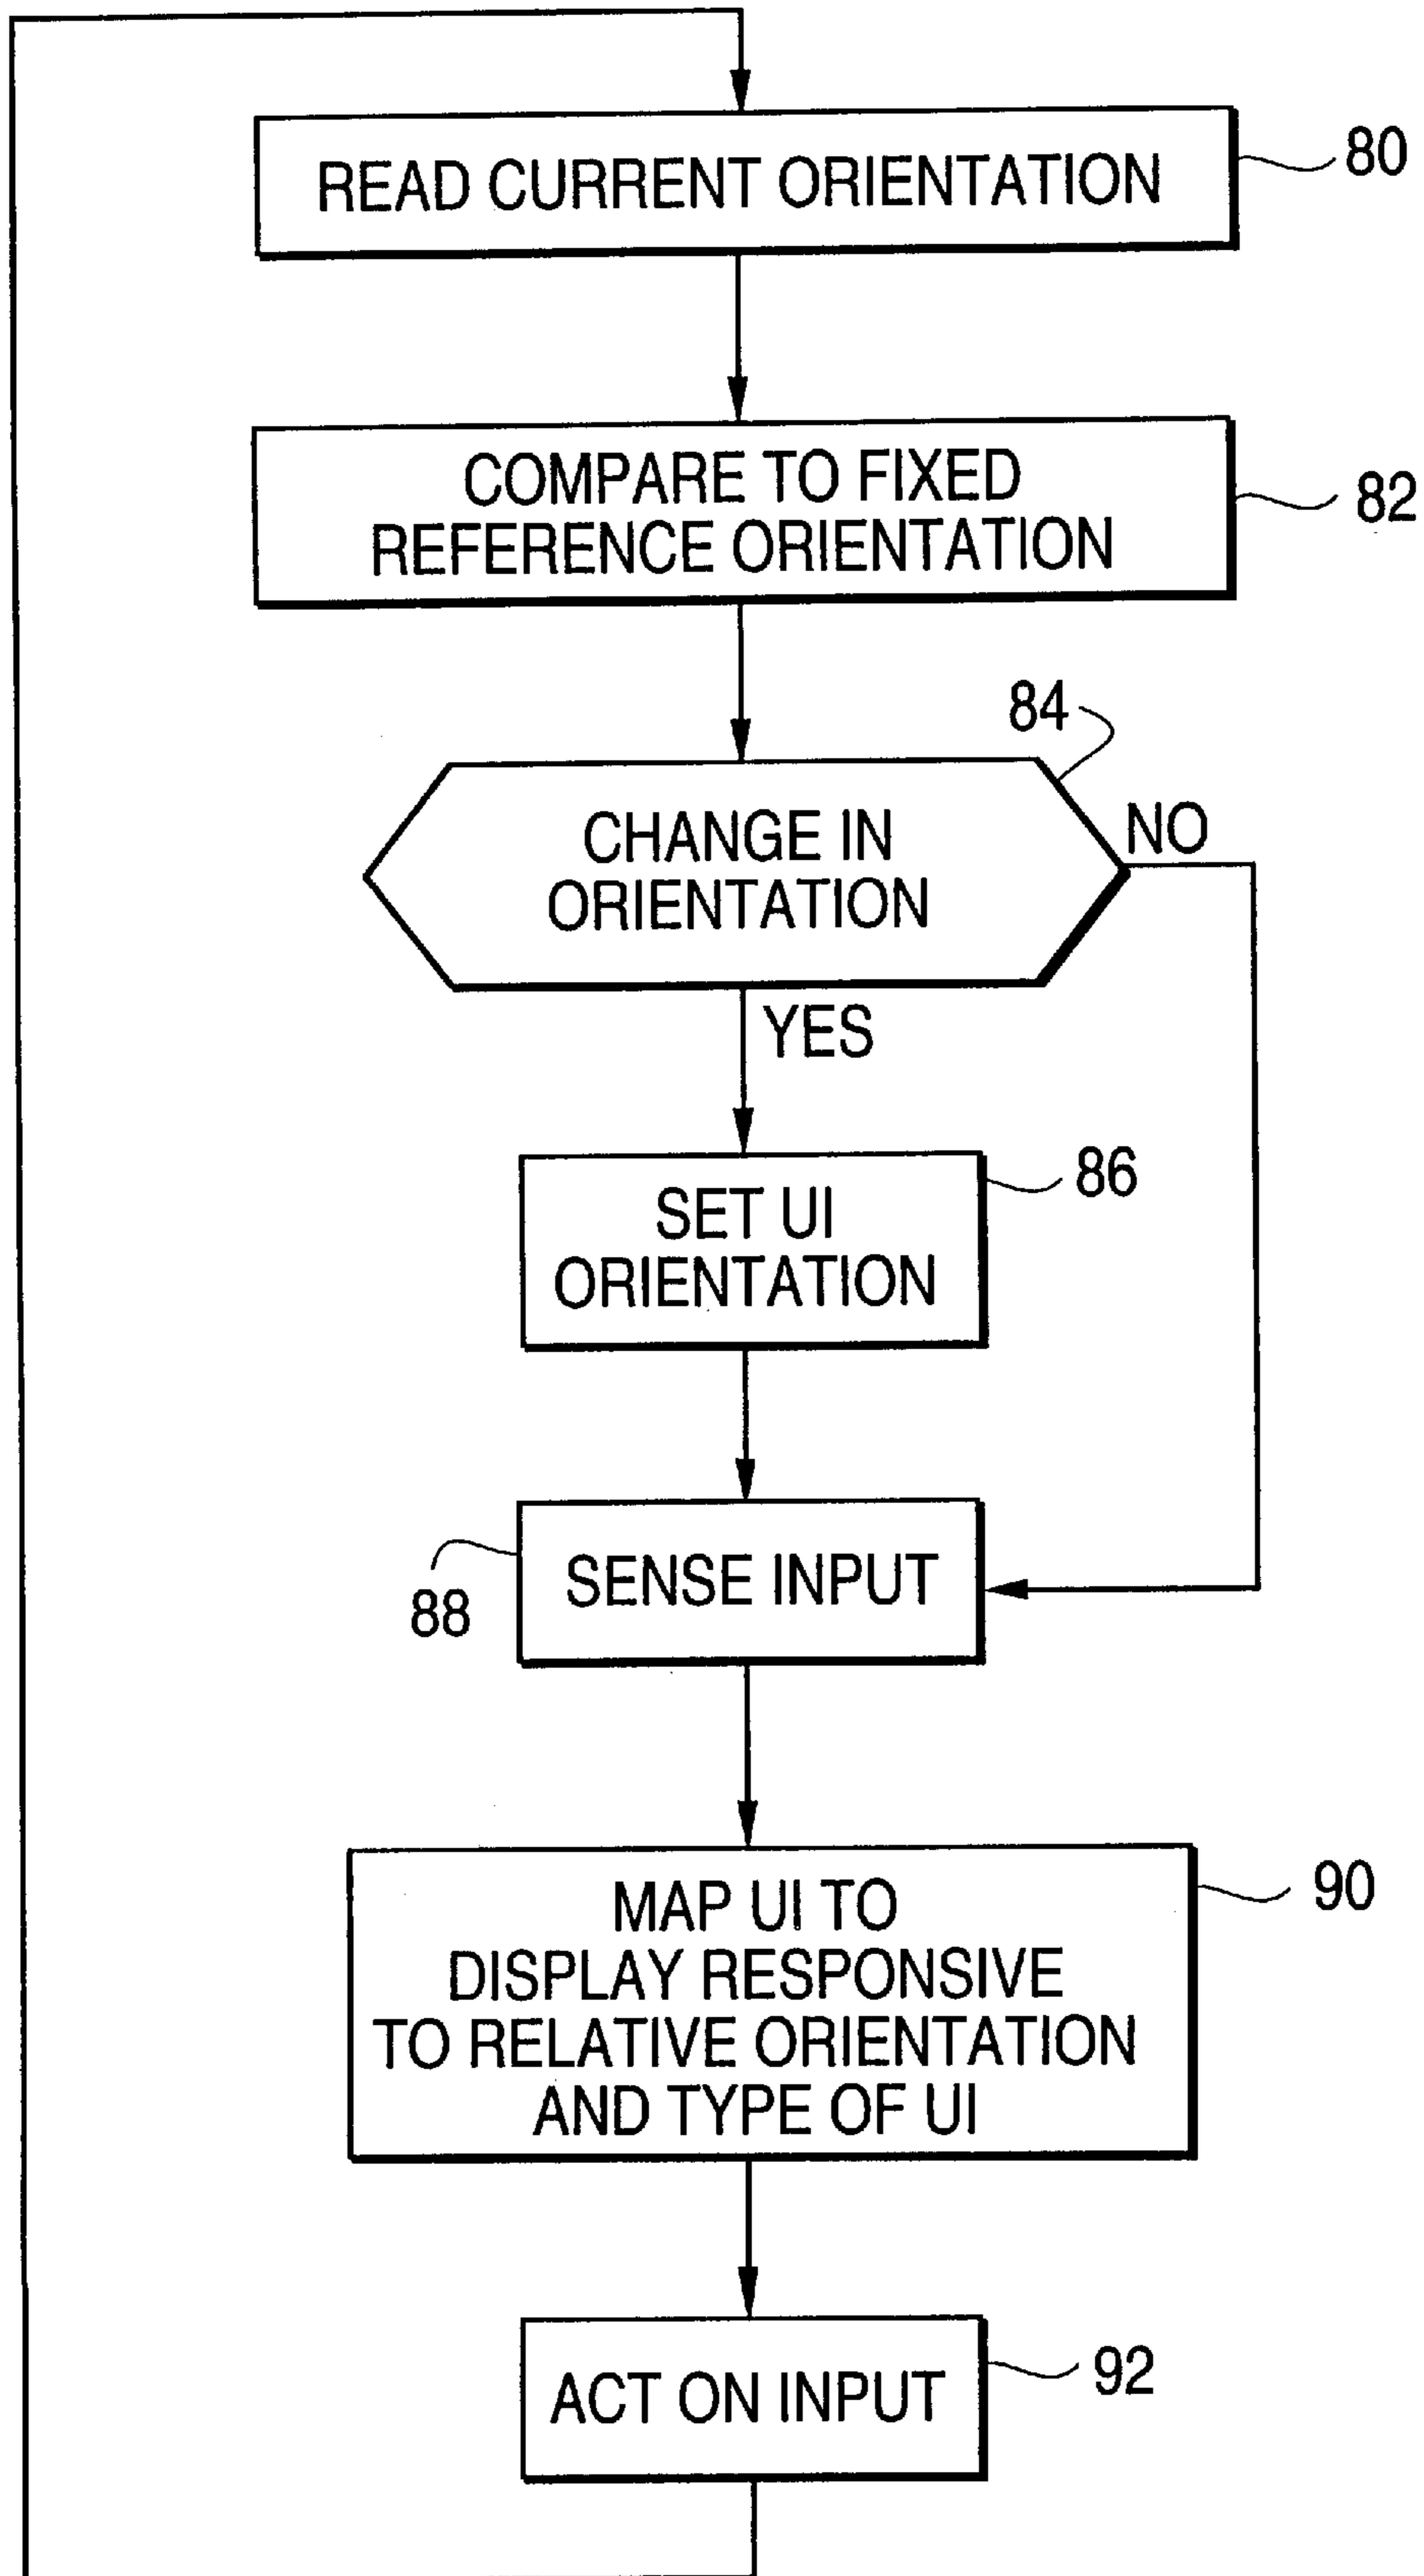 READ CURRENT ORIENTATION
80
COMPARE TO FIXED
REFERENCE ORIENTATION
82
84
CHANGE IN
ORIENTATION
NO
YES
SET UI
ORIENTATION
86
SENSE INPUT
88
MAP UI TO
DISPLAY RESPONSIVE
TO RELATIVE ORIENTATION
AND TYPE OF UI
90
ACT ON INPUT
92